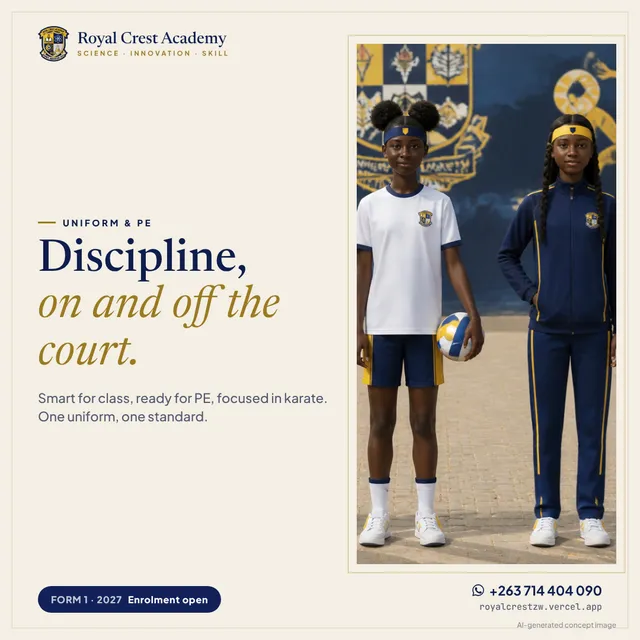 Royal Crest Academy
SCIENCE · INNOVATION · SKILL
UNIFORM & PE
Discipline,
on and off the
court.
Smart for class, ready for PE, focused in karate.
One uniform, one standard.
FORM 1 · 2027 Enrolment open
+263 714 404 090
royalcrestzw.vercel.app
AI-generated concept image